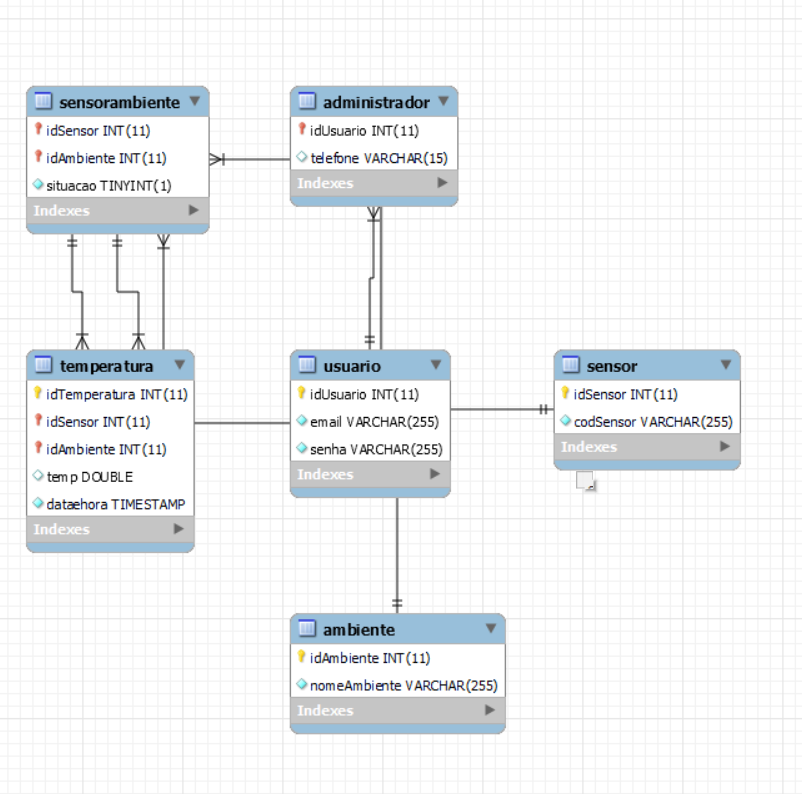 sensorambiente
idSensor INT(11)
idAmbiente INT(11)
situacao TINYINT(1)
Indexes
administrador
idUsuario INT(11)
telefone VARCHAR(15)
Indexes
temperatura
idTemperatura INT(11)
idSensor INT(11)
idAmbiente INT(11)
temp DOUBLE
dataehora TIMESTAMP
Indexes
usuario
idUsuario INT(11)
email VARCHAR(255)
senha VARCHAR(255)
Indexes
sensor
idSensor INT(11)
codSensor VARCHAR(255)
Indexes
ambiente
idAmbiente INT(11)
nomeAmbiente VARCHAR(255)
Indexes